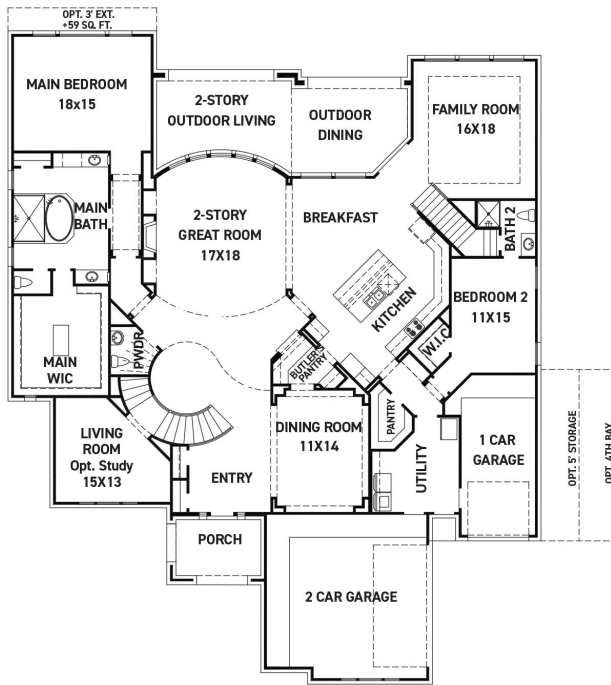 OPT. 3' EXT.
+59 SQ. FT.
MAIN BEDROOM
18x15
2-STORY
OUTDOOR LIVING
OUTDOOR
DINING
FAMILY ROOM
16X18
MAIN
BATH
2-STORY
GREAT ROOM
17X18
BREAKFAST
BATH 2
KITCHEN
BEDROOM 2
11X15
W.I.C
MAIN
WIC
PWDR
BUTLER'S
PANTRY
PANTRY
LIVING
ROOM
Opt. Study
15X13
DINING ROOM
11X14
ENTRY
UTILITY
1 CAR
GARAGE
OPT. 5' STORAGE
OPT. 4TH BAY
PORCH
2 CAR GARAGE